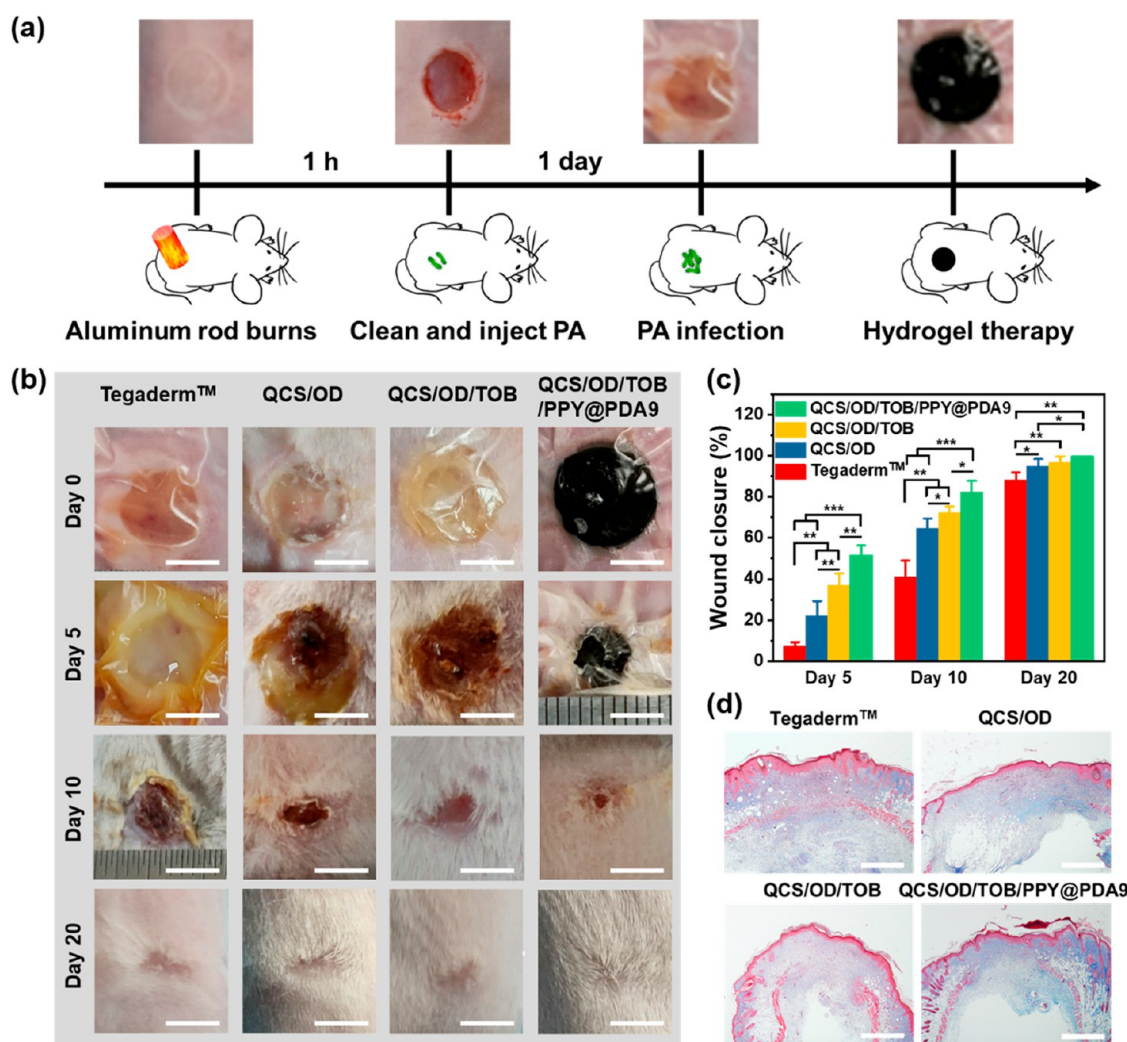 (a)
1 h
1 day
Aluminum rod burns
Clean and inject PA
PA infection
Hydrogel therapy
(b)
Tegaderm™
QCS/OD
QCS/OD/TOB
QCS/OD/TOB
/PPY@PDA9
Day 0
Day 5
Day 10
Day 20
(c)
Wound closure (%)
120
100
80
60
40
20
0
QCS/OD/TOB/PPY@PDA9
QCS/OD/TOB
QCS/OD
Tegaderm™
***
**
**
**
***
**
*
*
**
*
**
*
Day 5
Day 10
Day 20
(d)
Tegaderm™
QCS/OD
QCS/OD/TOB
QCS/OD/TOB/PPY@PDA9